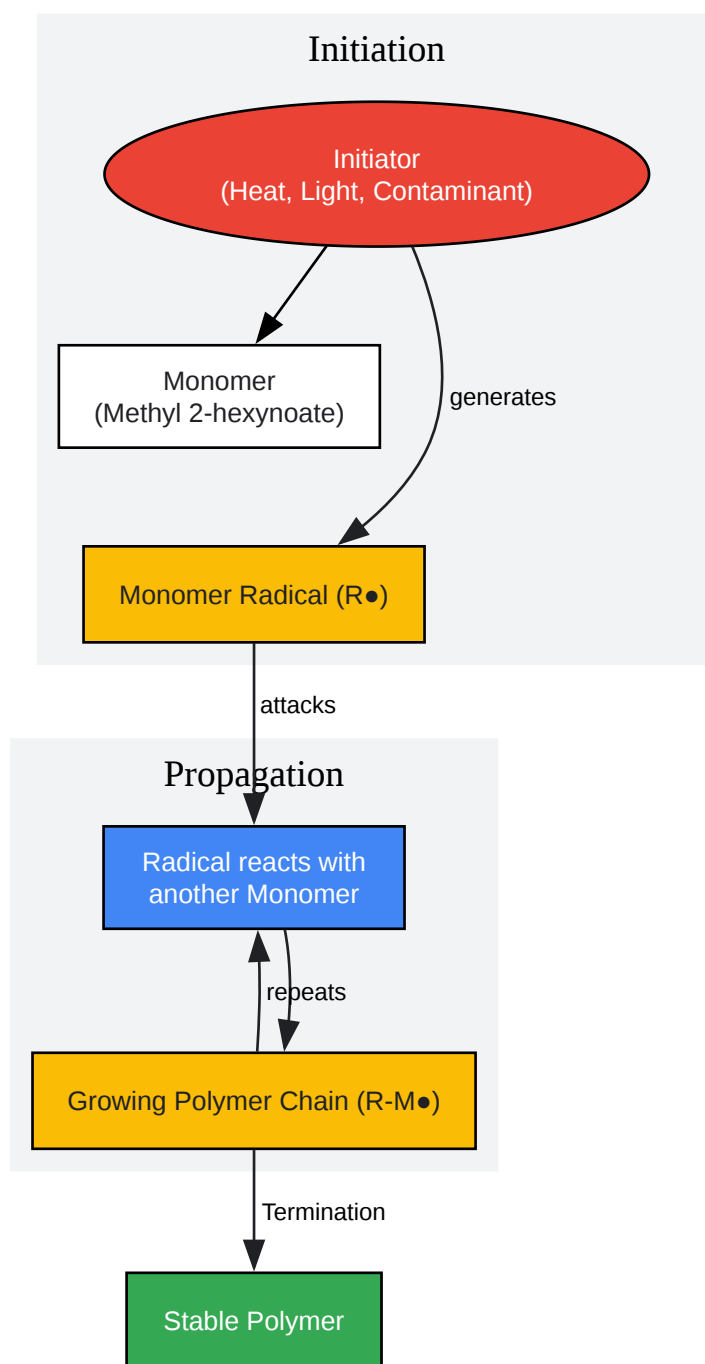 Initiation
Initiator
(Heat, Light, Contaminant)
Monomer
(Methyl 2-hexynoate)
generates
Monomer Radical (R●)
attacks
Propagation
Radical reacts with
another Monomer
repeats
Growing Polymer Chain (R-M●)
Termination
Stable Polymer